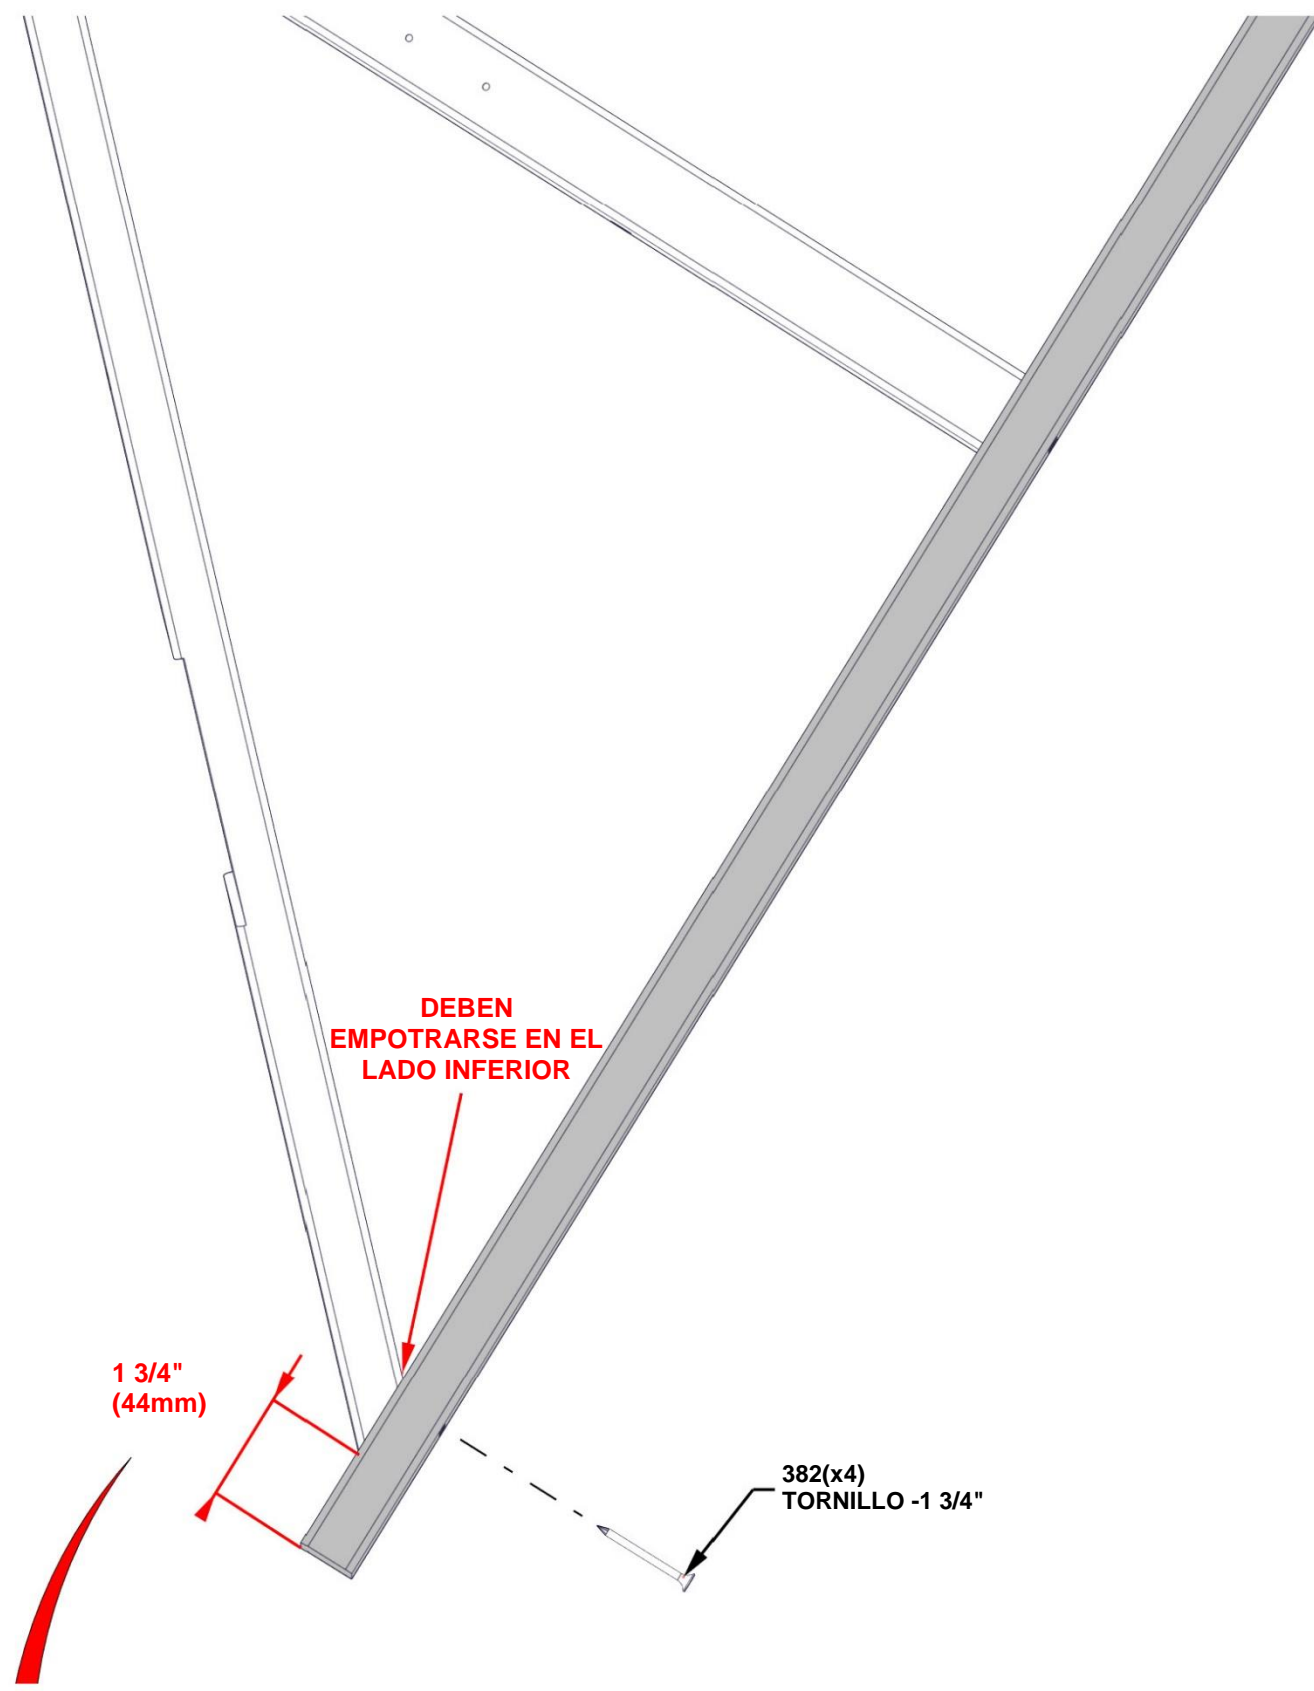 DEBEN
EMPOTRARSE EN EL
LADO INFERIOR
1 3/4"
(44mm)
382(x4)
TORNILLO -1 3/4"